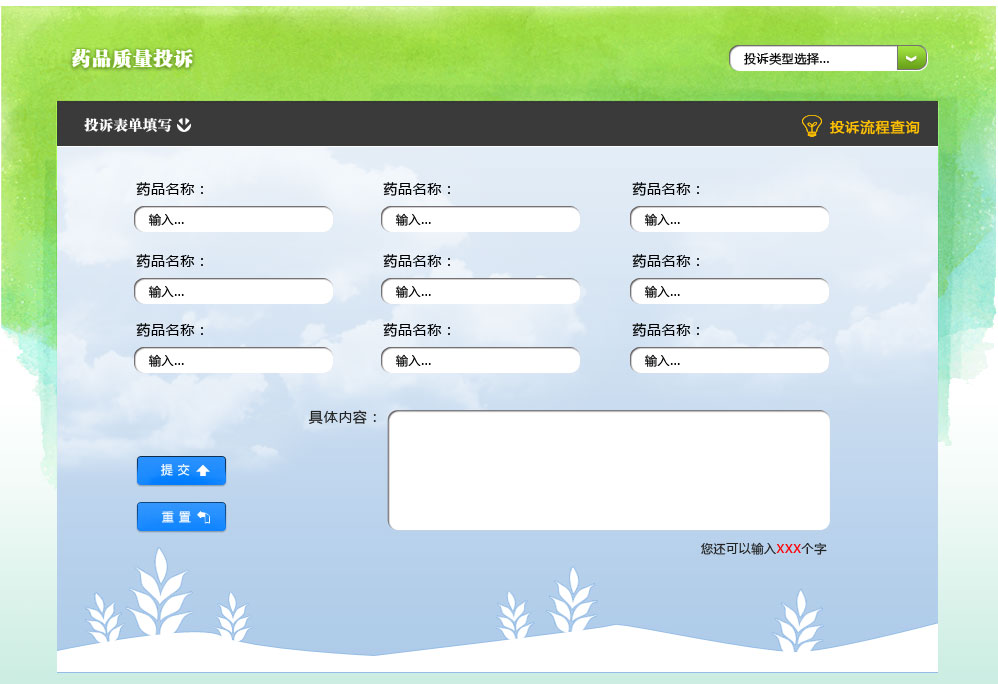 药品质量投诉
投诉类型选择...
投诉表单填写
投诉流程查询
药品名称： 药品名称： 药品名称：
输入... 输入... 输入...
药品名称： 药品名称： 药品名称：
输入... 输入... 输入...
药品名称： 药品名称： 药品名称：
输入... 输入... 输入...
具体内容：
提 交
重 置
您还可以输入XXX个字